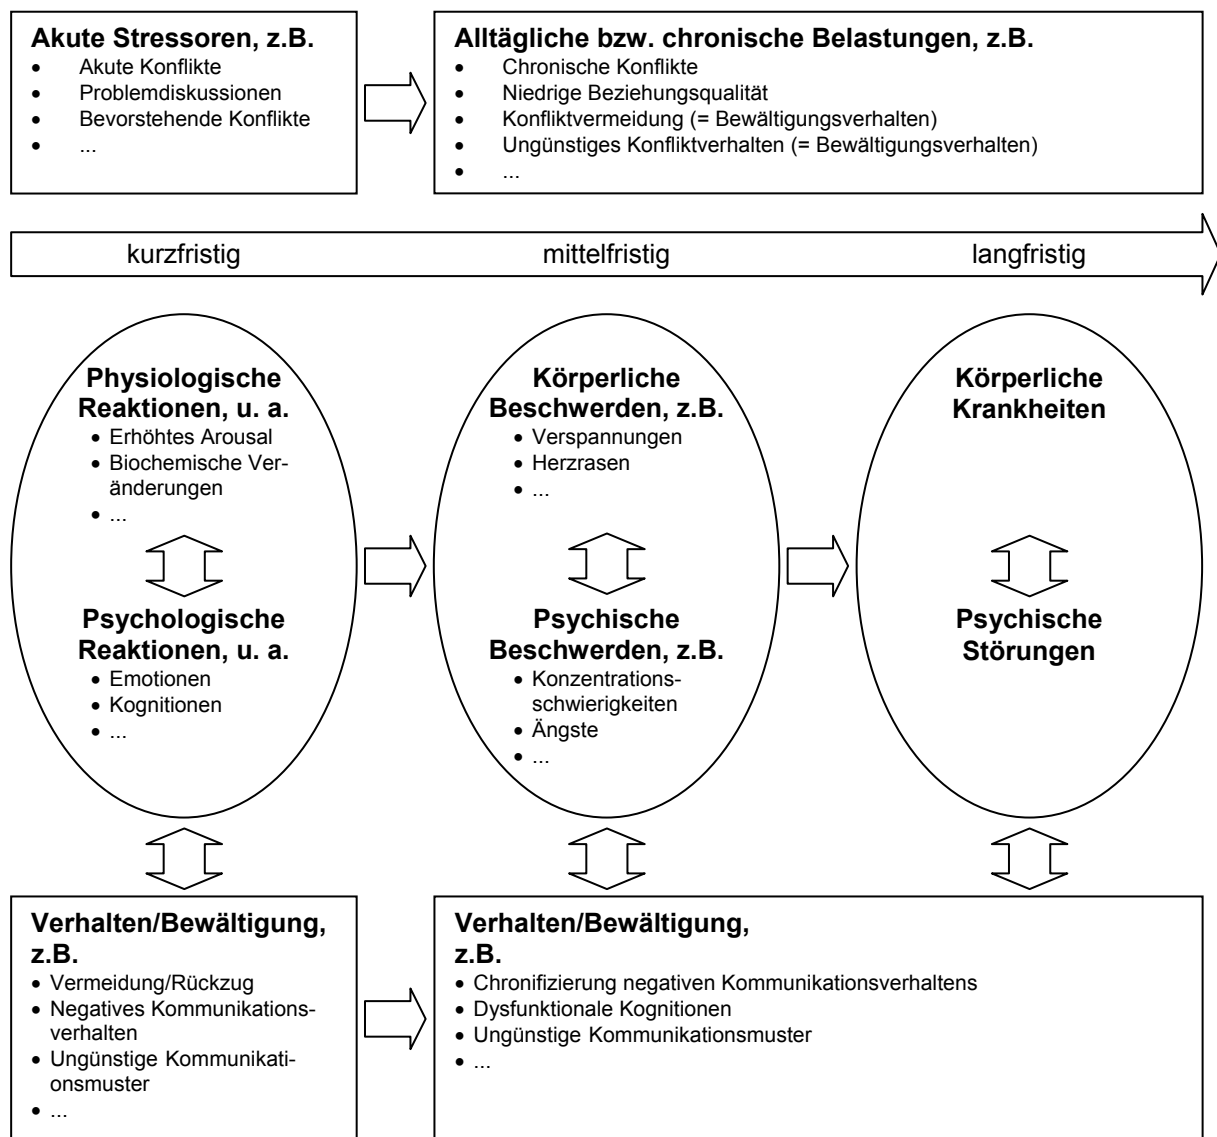 Akute Stressoren, z.B.
• Akute Konflikte
• Problemdiskussionen
• Bevorstehende Konflikte
• ...
Alltägliche bzw. chronische Belastungen, z.B.
• Chronische Konflikte
• Niedrige Beziehungsqualität
• Konfliktvermeidung (= Bewältigungsverhalten)
• Ungünstiges Konfliktverhalten (= Bewältigungsverhalten)
• ...
kurzfristig
mittelfristig
langfristig
Physiologische
Reaktionen, u. a.
• Erhöhtes Arousal
• Biochemische Ver-
änderungen
• ...
Psychologische
Reaktionen, u. a.
• Emotionen
• Kognitionen
• ...
Körperliche
Beschwerden, z.B.
• Verspannungen
• Herzrasen
• ...
Psychische
Beschwerden, z.B.
• Konzentrations-
schwierigkeiten
• Ängste
• ...
Körperliche
Krankheiten
Psychische
Störungen
Verhalten/Bewältigung,
z.B.
• Vermeidung/Rückzug
• Negatives Kommunikations-
verhalten
• Ungünstige Kommunikati-
onsmuster
• ...
Verhalten/Bewältigung,
z.B.
• Chronifizierung negativen Kommunikationsverhaltens
• Dysfunktionale Kognitionen
• Ungünstige Kommunikationsmuster
• ...